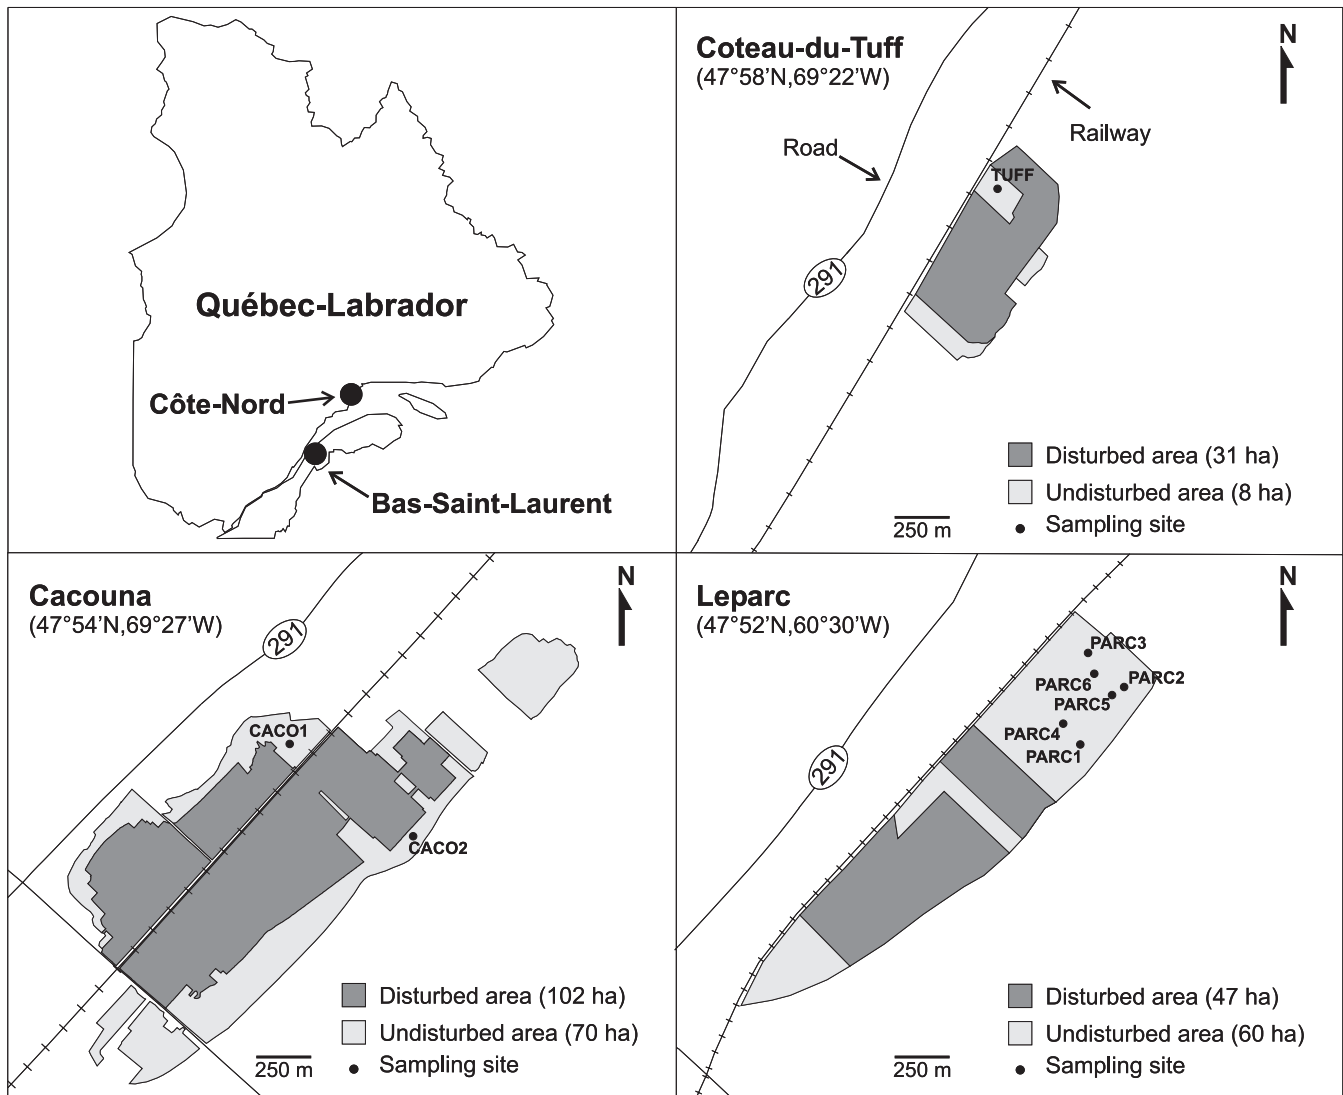 Québec-Labrador
Côte-Nord
Bas-Saint-Laurent
Coteau-du-Tuff
(47°58'N,69°22'W)
N
Road
Railway
TUFF
291
Disturbed area (31 ha)
Undisturbed area (8 ha)
Sampling site
250 m
Cacouna
(47°54'N,69°27'W)
N
291
CACO1
CACO2
Disturbed area (102 ha)
Undisturbed area (70 ha)
Sampling site
250 m
Leparc
(47°52'N,60°30'W)
N
PARC3
PARC6
PARC2
PARC5
PARC4
PARC1
291
Disturbed area (47 ha)
Undisturbed area (60 ha)
Sampling site
250 m